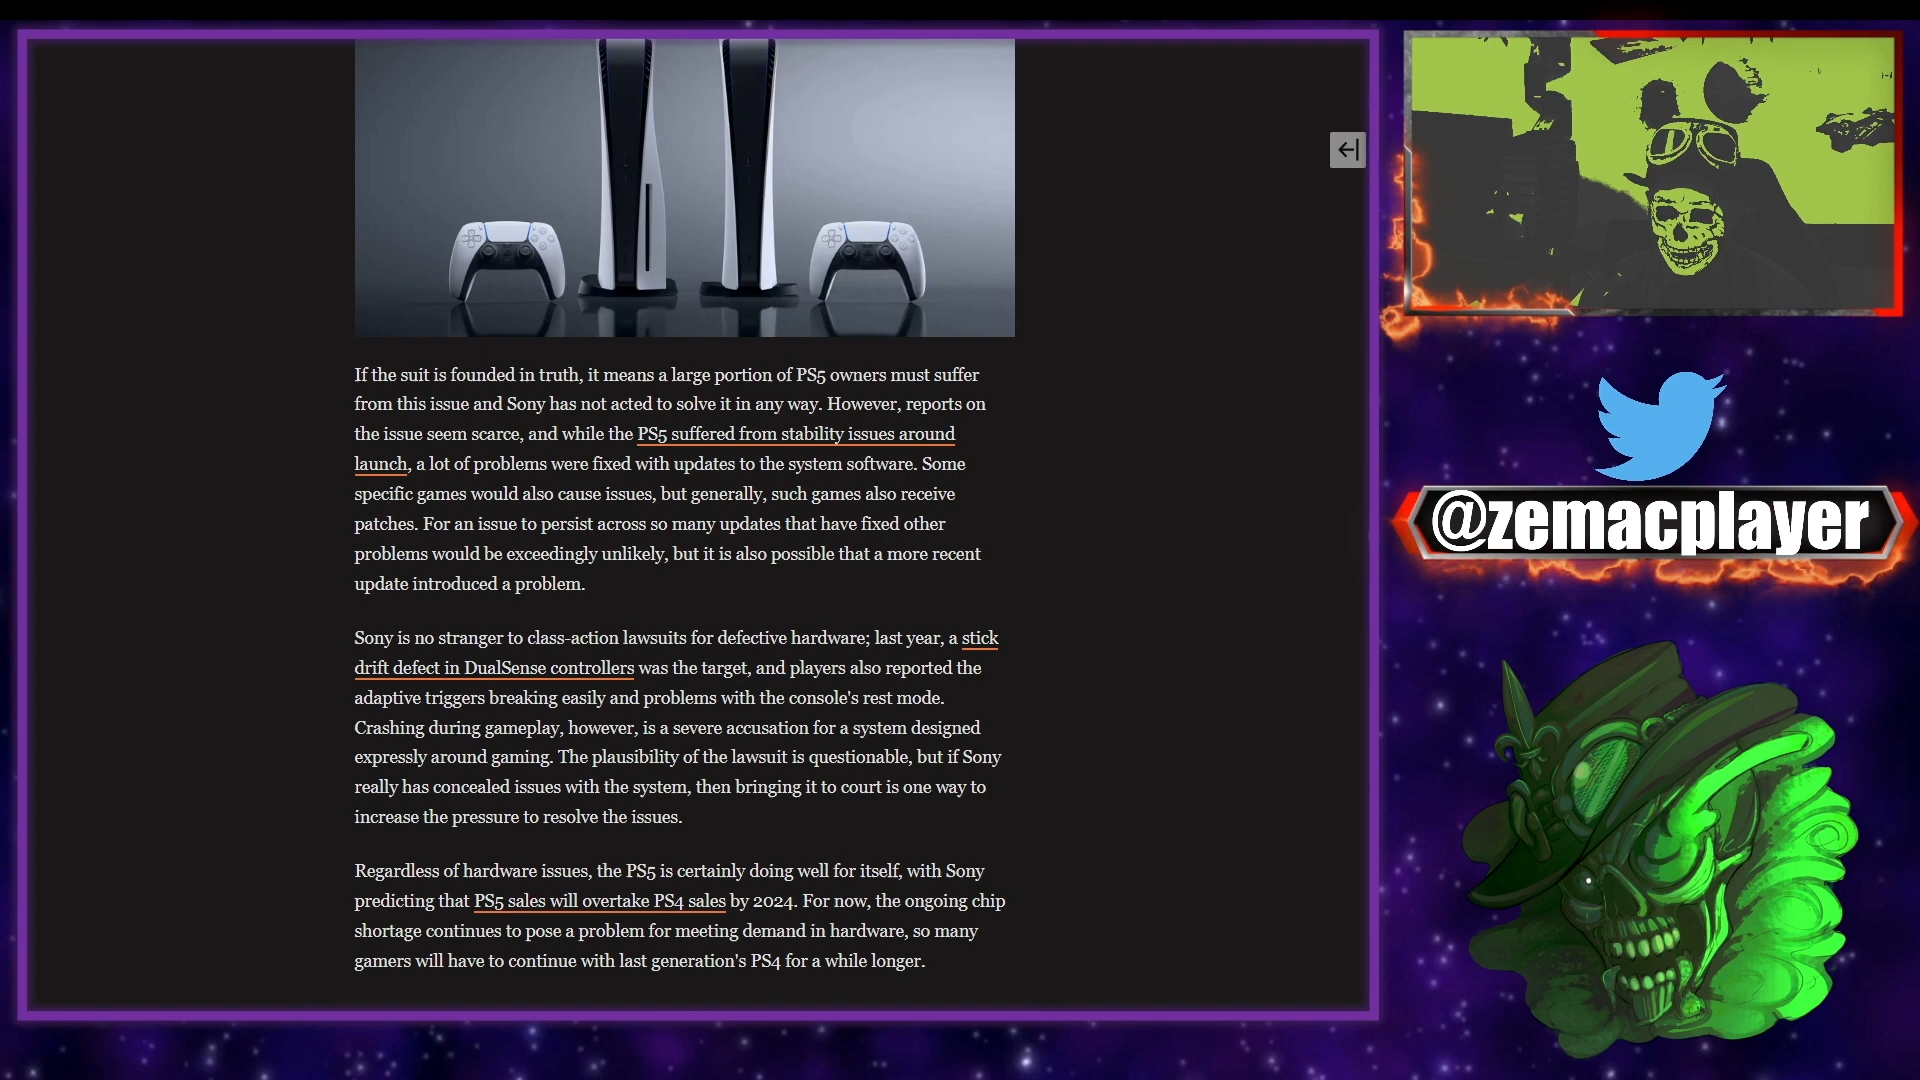 If the suit is founded in truth, it means a large portion of PS5 owners must suffer
from this issue and Sony has not acted to solve it in any way. However, reports on
the issue seem scarce, and while the PS5 suffered from stability issues around
launch, a lot of problems were fixed with updates to the system software. Some
specific games would also cause issues, but generally, such games also receive
patches. For an issue to persist across so many updates that have fixed other
problems would be exceedingly unlikely, but it is also possible that a more recent
update introduced a problem.
Sony is no stranger to class-action lawsuits for defective hardware; last year, a stick
drift defect in DualSense controllers was the target, and players also reported the
adaptive triggers breaking easily and problems with the console's rest mode.
Crashing during gameplay, however, is a severe accusation for a system designed
expressly around gaming. The plausibility of the lawsuit is questionable, but if Sony
really has concealed issues with the system, then bringing it to court is one way to
increase the pressure to resolve the issues.
Regardless of hardware issues, the PS5 is certainly doing well for itself, with Sony
predicting that PS5 sales will overtake PS4 sales by 2024. For now, the ongoing chip
shortage continues to pose a problem for meeting demand in hardware, so many
gamers will have to continue with last generation's PS4 for a while longer.
@zemacplayer